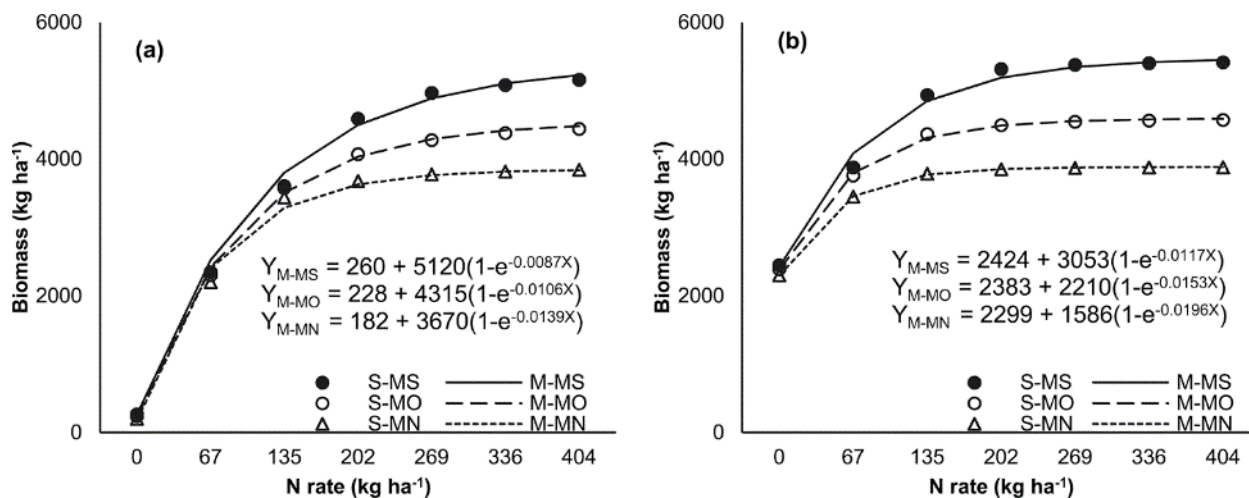 (a)
6000
4000
2000
0
Biomass (kg ha⁻¹)
Y_M-MS = 260 + 5120(1-e^-0.0087X)
Y_M-MO = 228 + 4315(1-e^-0.0106X)
Y_M-MN = 182 + 3670(1-e^-0.0139X)
S-MS M-MS
S-MO M-MO
S-MN M-MN
0 67 135 202 269 336 404
N rate (kg ha⁻¹)
(b)
6000
4000
2000
0
Biomass (kg ha⁻¹)
Y_M-MS = 2424 + 3053(1-e^-0.0117X)
Y_M-MO = 2383 + 2210(1-e^-0.0153X)
Y_M-MN = 2299 + 1586(1-e^-0.0196X)
S-MS M-MS
S-MO M-MO
S-MN M-MN
0 67 135 202 269 336 404
N rate (kg ha⁻¹)